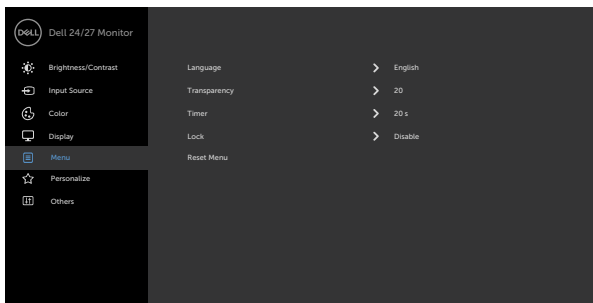 DELL Dell 24/27 Monitor
Brightness/Contrast
Input Source
Color
Display
Menu
Personalize
Others
Language English
Transparency 20
Timer 20 s
Lock Disable
Reset Menu